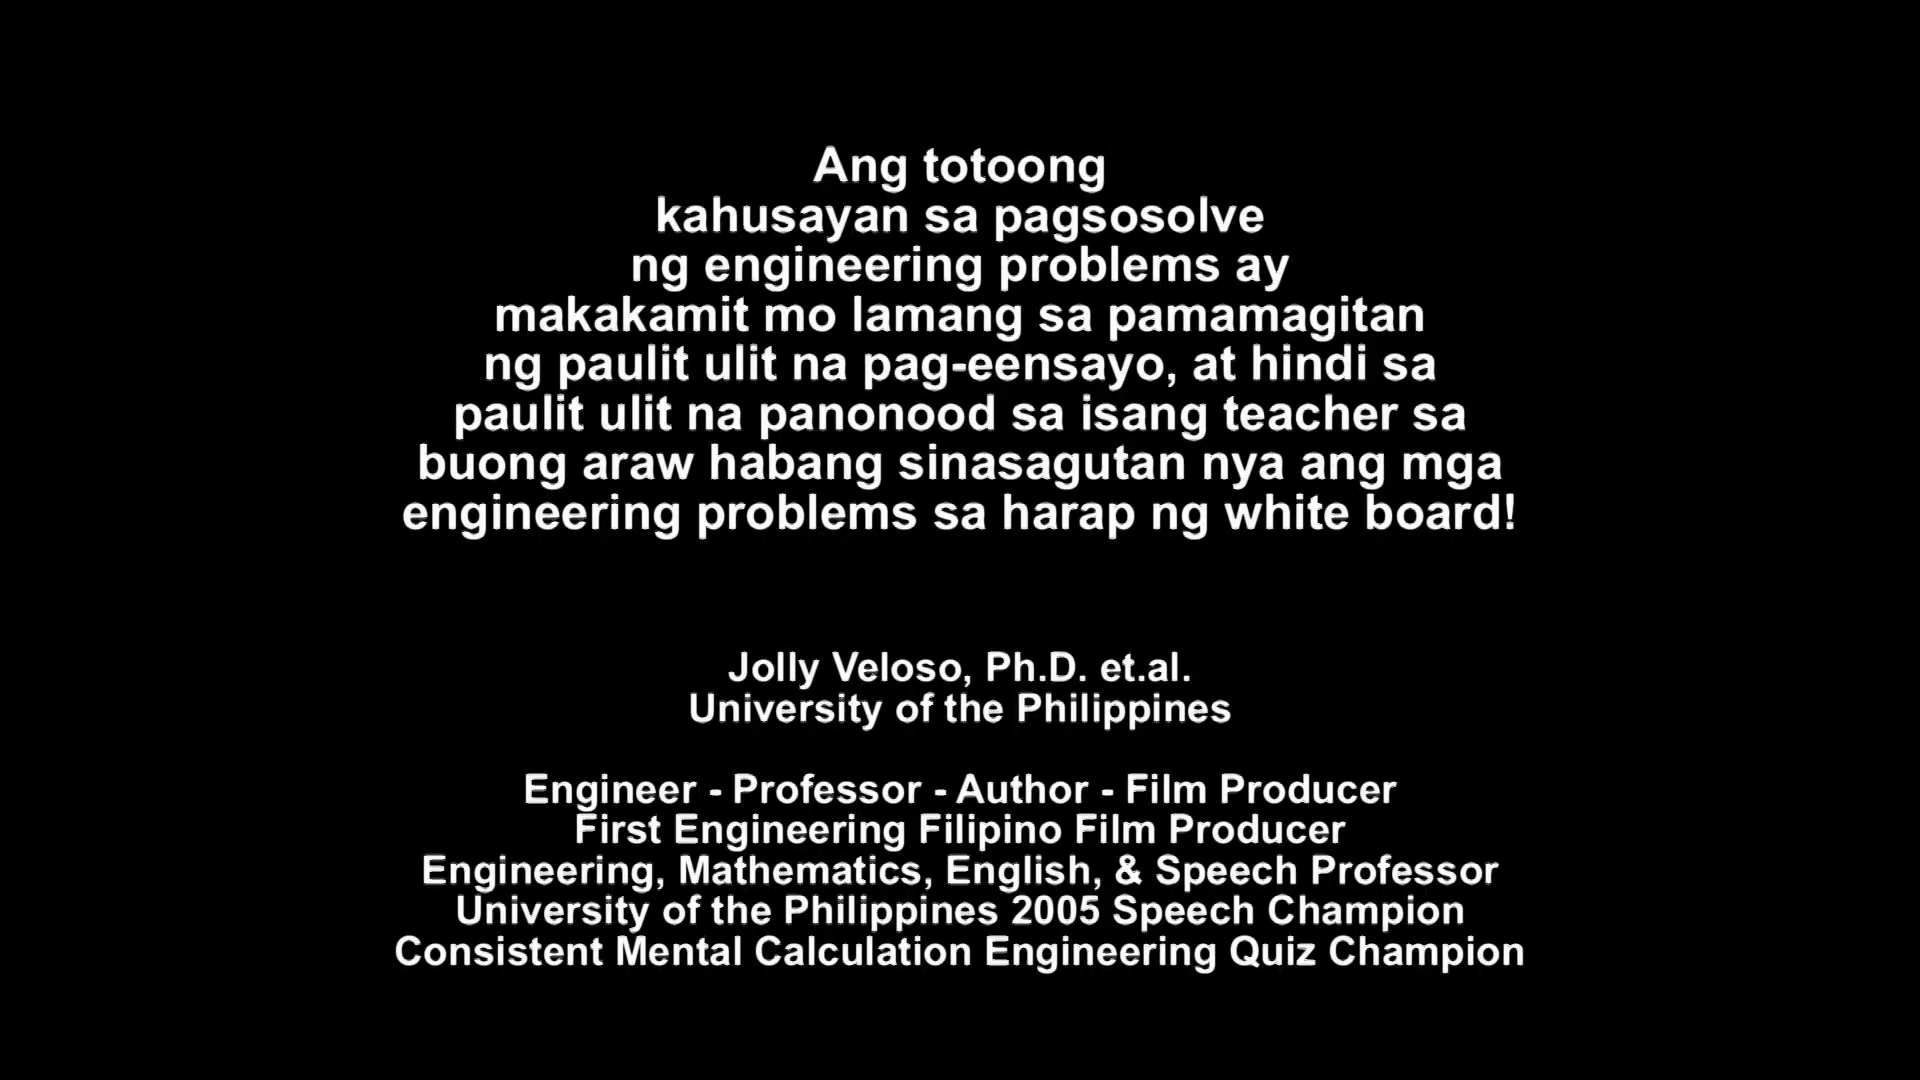 Ang totoong
kahusayan sa pagsosolve
ng engineering problems ay
makakamit mo lamang sa pamamagitan
ng paulit ulit na pag-eensayo, at hindi sa
paulit ulit na panonood sa isang teacher sa
buong araw habang sinasagutan nya ang mga
engineering problems sa harap ng white board!
Jolly Veloso, Ph.D. et.al.
University of the Philippines
Engineer - Professor - Author - Film Producer
First Engineering Filipino Film Producer
Engineering, Mathematics, English, & Speech Professor
University of the Philippines 2005 Speech Champion
Consistent Mental Calculation Engineering Quiz Champion